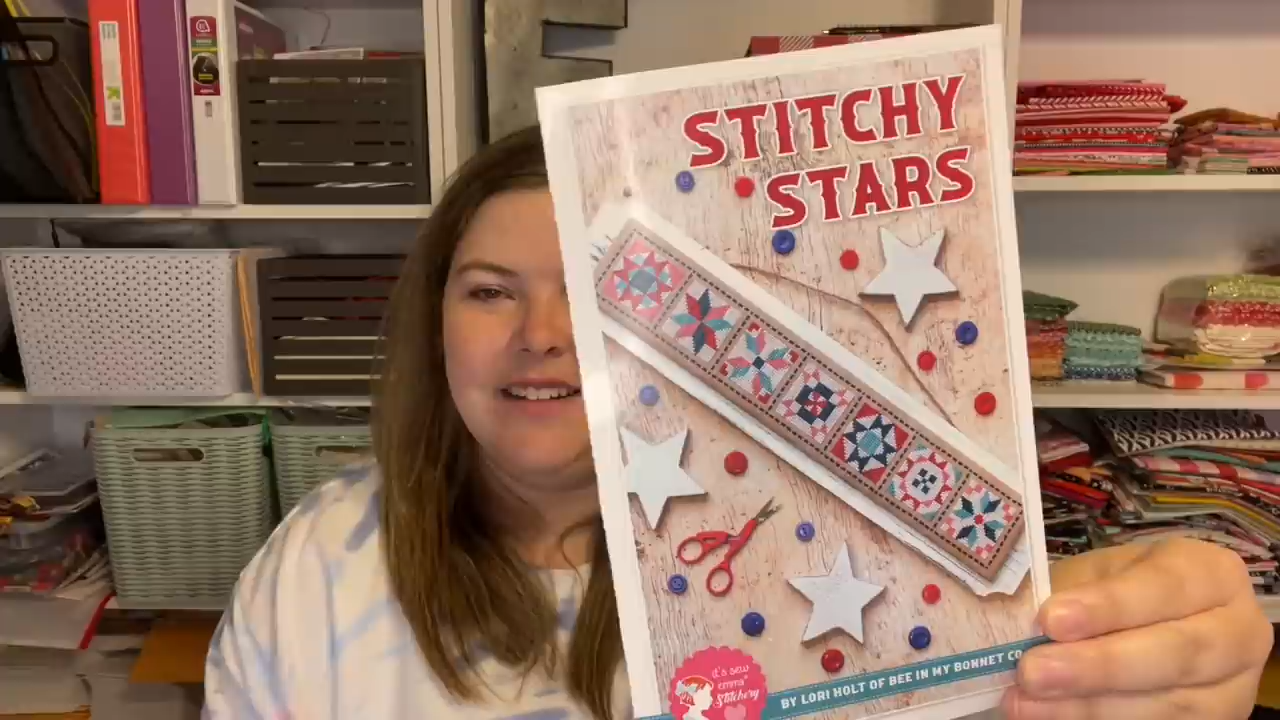 STITCHY
STARS
it's sew
emma
Stitchery
BY LORI HOLT OF BEE IN MY BONNET CO